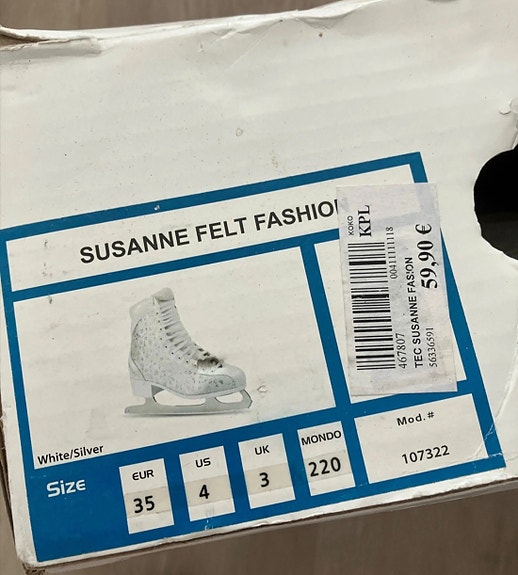 SUSANNE FELT FASHIO
White/Silver
Size
EUR
35
US
4
UK
3
MONDO
220
Mod.#
107322
KOKO
KPL
00411111118
467807
TEC SUSANNE FASION
56336591
59,90 €